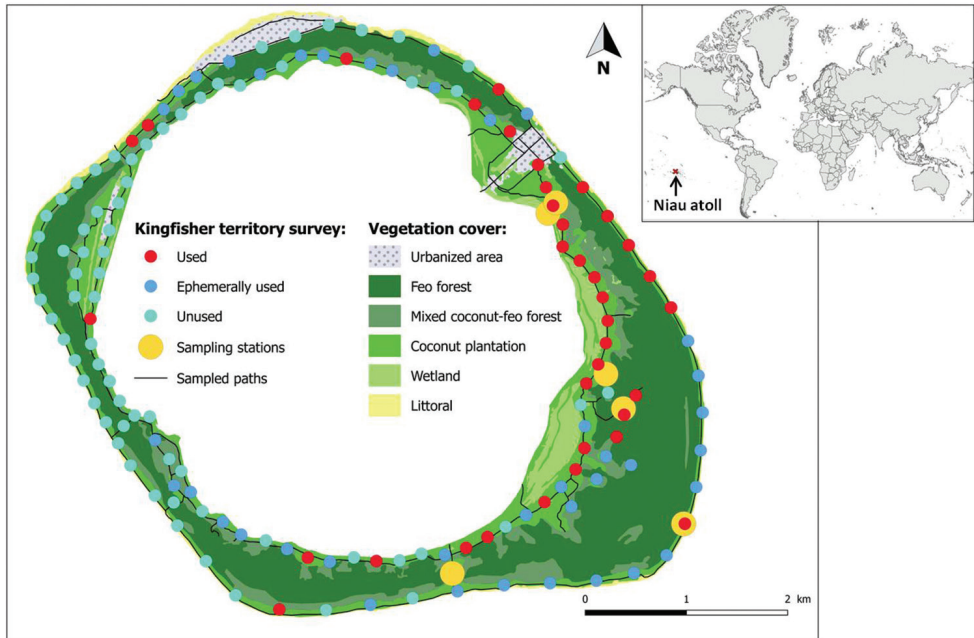 N
Niau atoll
Kingfisher territory survey:
Used
Ephemerally used
Unused
Sampling stations
Sampled paths
Vegetation cover:
Urbanized area
Feo forest
Mixed coconut-feo forest
Coconut plantation
Wetland
Littoral
0 1 2 km